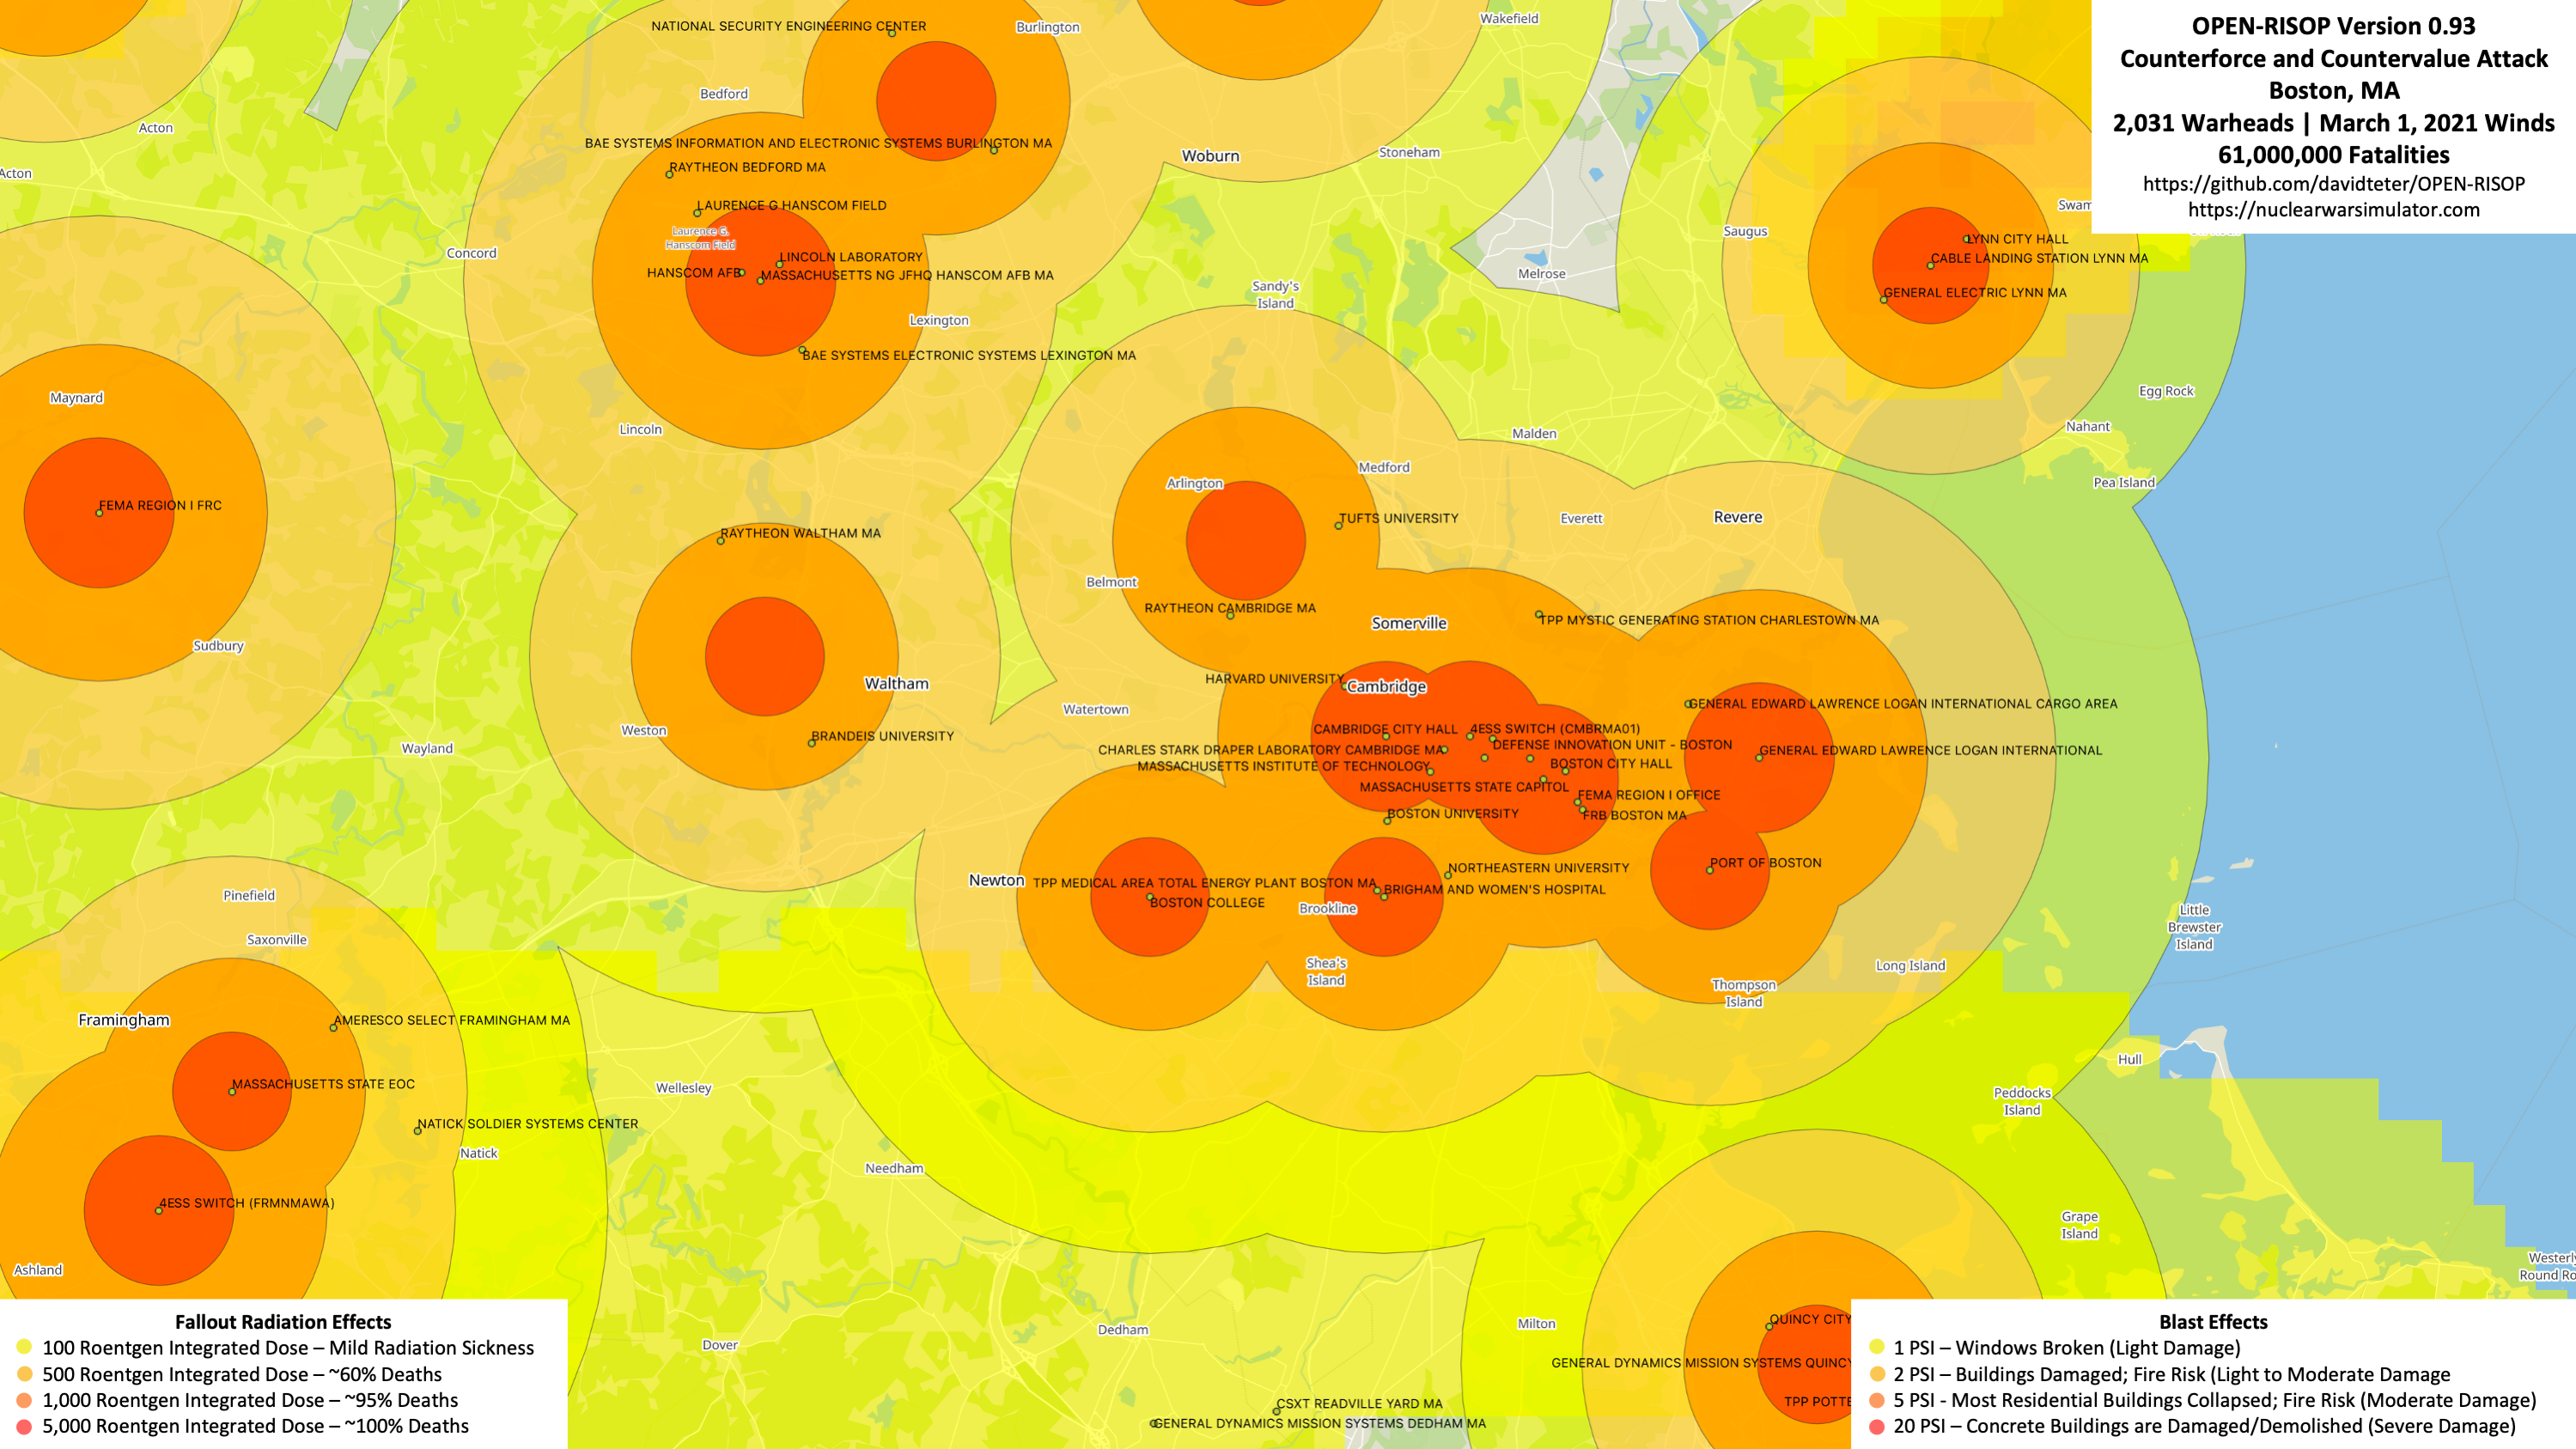 OPEN-RISOP Version 0.93
Counterforce and Countervalue Attack
Boston, MA
2,031 Warheads | March 1, 2021 Winds
61,000,000 Fatalities
https://github.com/davidteter/OPEN-RISOP
https://nuclearwarsimulator.com
NATIONAL SECURITY ENGINEERING CENTER
Burlington
Wakefield
Bedford
Acton
BAE SYSTEMS INFORMATION AND ELECTRONIC SYSTEMS BURLINGTON MA
Woburn
Stoneham
RAYTHEON BEDFORD MA
Acton
LAURENCE G HANSCOM FIELD
Swam
Laurence G.
Hanscom Field
Saugus
LYNN CITY HALL
Concord
LINCOLN LABORATORY
CABLE LANDING STATION LYNN MA
HANSCOM AFB
MASSACHUSETTS NG JFHQ HANSCOM AFB MA
Melrose
Sandy's
Island
GENERAL ELECTRIC LYNN MA
Lexington
BAE SYSTEMS ELECTRONIC SYSTEMS LEXINGTON MA
Egg Rock
Maynard
Nahant
Lincoln
Malden
Medford
Arlington
Pea Island
FEMA REGION I FRC
TUFTS UNIVERSITY
Everett
Revere
RAYTHEON WALTHAM MA
Belmont
RAYTHEON CAMBRIDGE MA
Somerville
TPP MYSTIC GENERATING STATION CHARLESTOWN MA
Sudbury
HARVARD UNIVERSITY
Cambridge
Waltham
Watertown
GENERAL EDWARD LAWRENCE LOGAN INTERNATIONAL CARGO AREA
Weston
BRANDEIS UNIVERSITY
CAMBRIDGE CITY HALL
4ESS SWITCH (CMBRMA01)
Wayland
CHARLES STARK DRAPER LABORATORY CAMBRIDGE MA
DEFENSE INNOVATION UNIT - BOSTON
GENERAL EDWARD LAWRENCE LOGAN INTERNATIONAL
MASSACHUSETTS INSTITUTE OF TECHNOLOGY
BOSTON CITY HALL
MASSACHUSETTS STATE CAPITOL
FEMA REGION I OFFICE
BOSTON UNIVERSITY
FRB BOSTON MA
PORT OF BOSTON
NORTHEASTERN UNIVERSITY
Newton
TPP MEDICAL AREA TOTAL ENERGY PLANT BOSTON MA
BRIGHAM AND WOMEN'S HOSPITAL
BOSTON COLLEGE
Brookline
Pinefield
Little
Brewster
Island
Saxonville
Shea's
Island
Long Island
Thompson
Island
Framingham
AMERESCO SELECT FRAMINGHAM MA
Hull
MASSACHUSETTS STATE EOC
Wellesley
Peddocks
Island
NATICK SOLDIER SYSTEMS CENTER
Natick
Needham
4ESS SWITCH (FRMNMAWA)
Grape
Island
Ashland
Westerly
Round Ro
Milton
QUINCY CITY
Dedham
Dover
GENERAL DYNAMICS MISSION SYSTEMS QUINCY
TPP POTTE
CSXT READVILLE YARD MA
GENERAL DYNAMICS MISSION SYSTEMS DEDHAM MA
Fallout Radiation Effects
100 Roentgen Integrated Dose – Mild Radiation Sickness
500 Roentgen Integrated Dose – ~60% Deaths
1,000 Roentgen Integrated Dose – ~95% Deaths
5,000 Roentgen Integrated Dose – ~100% Deaths
Blast Effects
1 PSI – Windows Broken (Light Damage)
2 PSI – Buildings Damaged; Fire Risk (Light to Moderate Damage
5 PSI - Most Residential Buildings Collapsed; Fire Risk (Moderate Damage)
20 PSI – Concrete Buildings are Damaged/Demolished (Severe Damage)